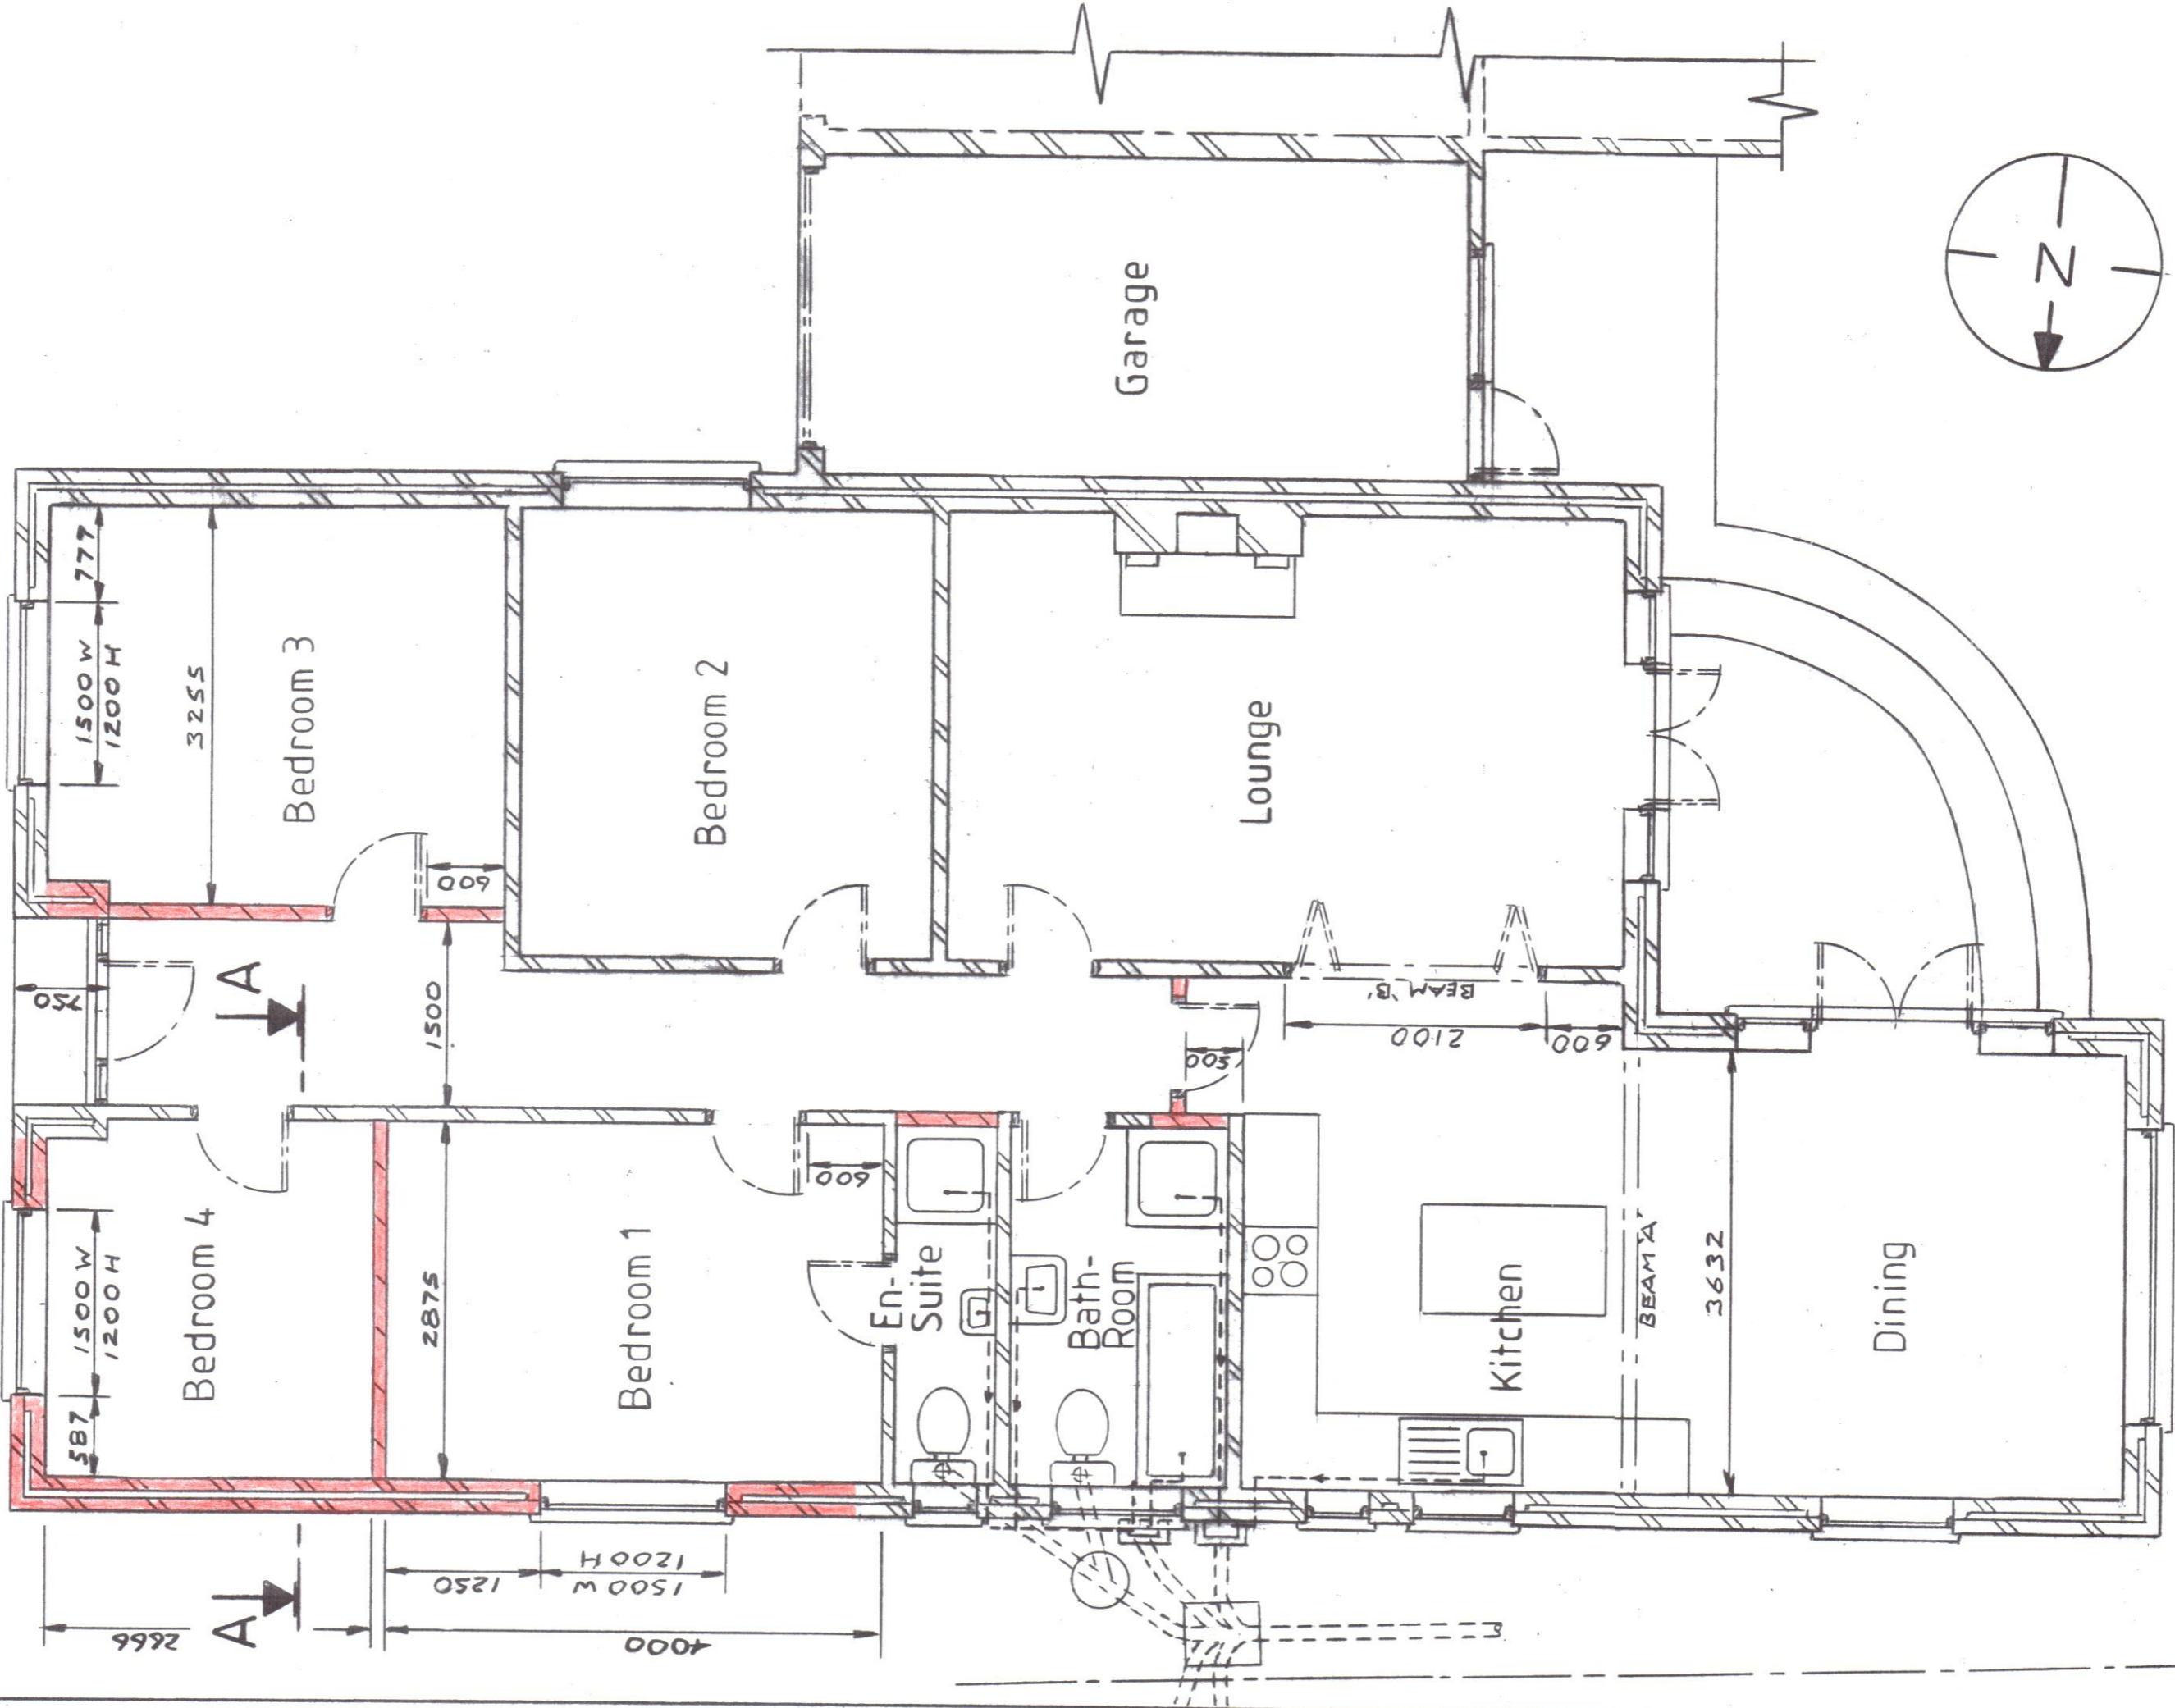 Garage
N
777
1500 W
1200 H
3255
Bedroom 3
600
Bedroom 2
Lounge
750
A
1500
BEAM 'B'
2100
600
500
Bedroom 4
1500 W
1200 H
587
2875
Bedroom 1
600
En-
Suite
Bath-
Room
Kitchen
BEAM 'A'
3632
Dining
2666
A
1250
1500 W
1200 H
4000